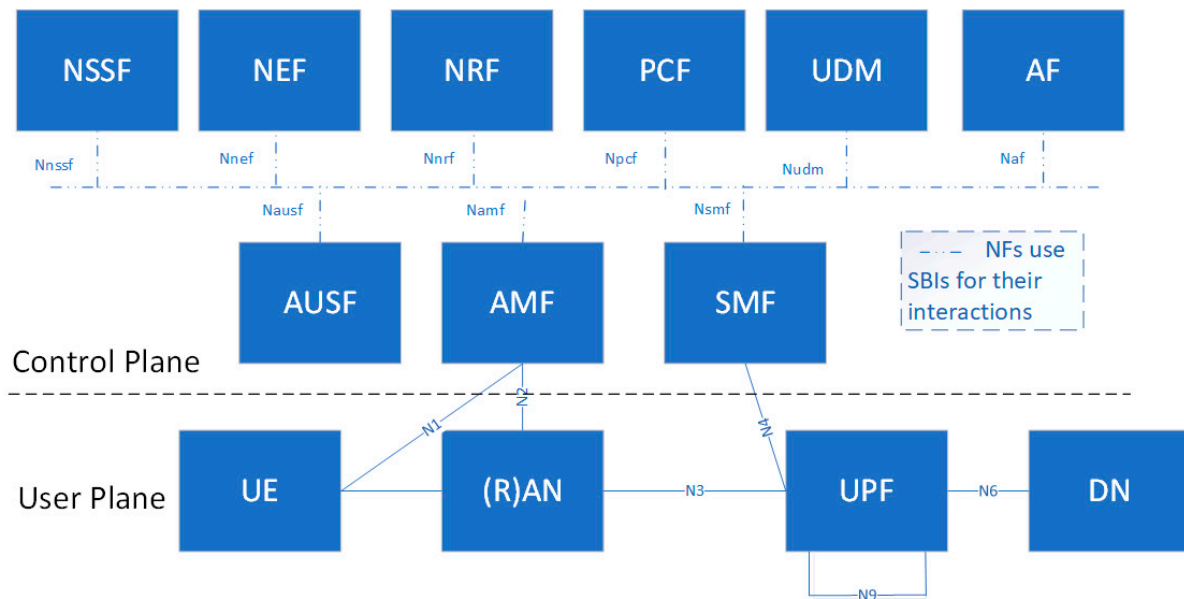 NSSF
NEF
NRF
PCF
UDM
AF
Nnssf
Nnef
Nnrf
Npcf
Nudm
Naf
Nausf
Namf
Nsmf
AUSF
AMF
SMF
NFs use
SBIs for their
interactions
Control Plane
N1
N2
N4
User Plane
UE
(R)AN
N3
UPF
N6
DN
N9